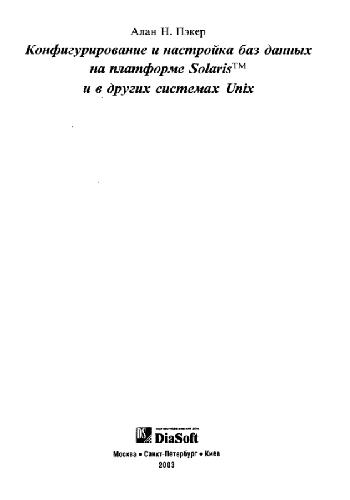 Алан Н. Пэкер
Конфигурирование и настройка баз данных
на платформе Solaris™
и в других системах Unix
DiaSoft
Москва • Санкт-Петербург • Киев
2003